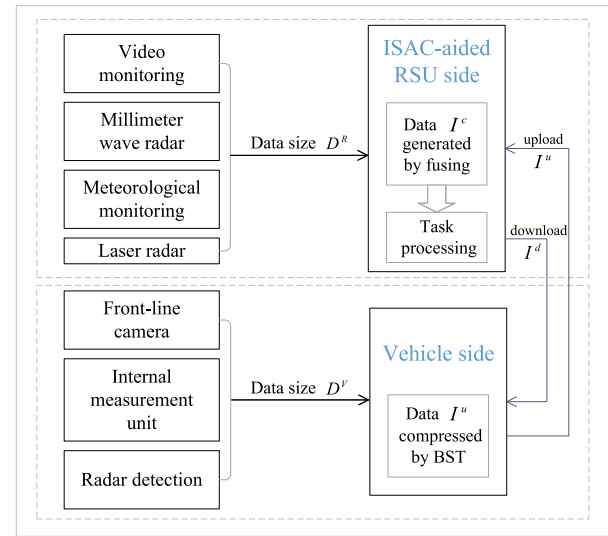 Video
monitoring
Millimeter
wave radar
Meteorological
monitoring
Laser radar
Data size D^R
ISAC-aided
RSU side
Data I^c
generated
by fusing
Task
processing
upload
I^u
download
I^d
Front-line
camera
Internal
measurement
unit
Radar detection
Data size D^V
Vehicle side
Data I^u
compressed
by BST